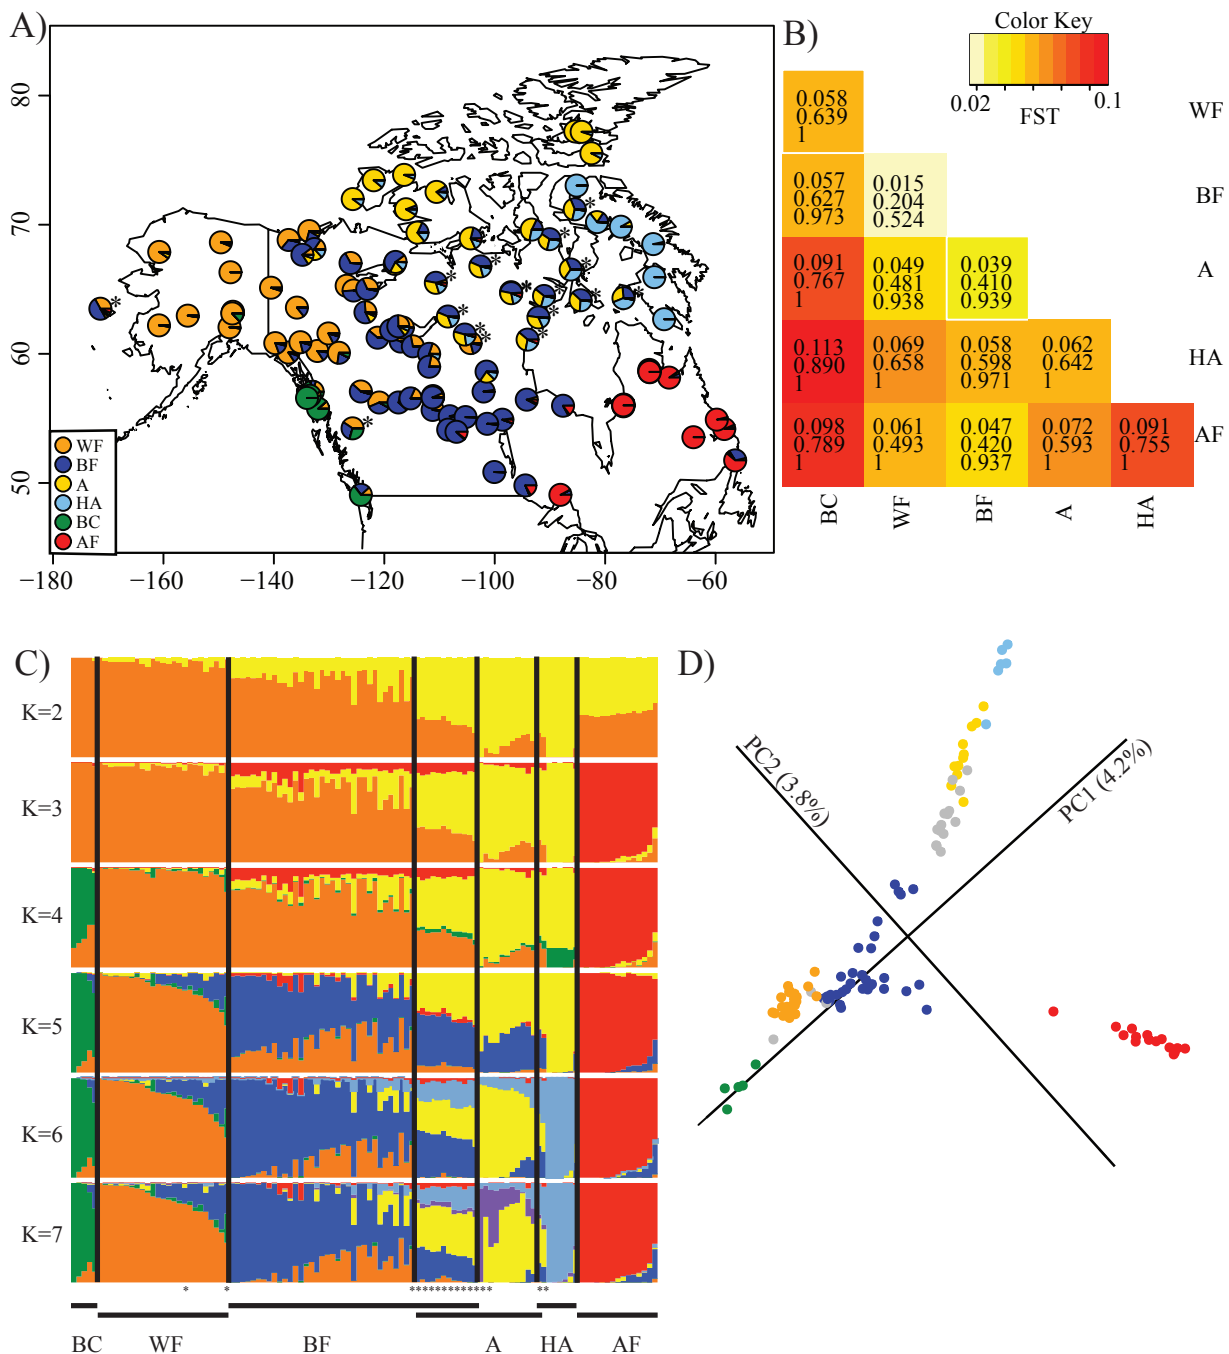 A)
80
70
60
50
−180
−160
−140
−120
−100
−80
−60
WF
BF
A
HA
BC
AF
B)
Color Key
0.02
0.1
FST
0.058
0.639
1
WF
0.057
0.627
0.973
0.015
0.204
0.524
BF
0.091
0.767
1
0.049
0.481
0.938
0.039
0.410
0.939
A
0.113
0.890
1
0.069
0.658
1
0.058
0.598
0.971
0.062
0.642
1
HA
0.098
0.789
1
0.061
0.493
1
0.047
0.420
0.937
0.072
0.593
1
0.091
0.755
1
AF
BC
WF
BF
A
HA
C)
K=2
K=3
K=4
K=5
K=6
K=7
BC
WF
BF
A
HA
AF
D)
PC2 (3.8%)
PC1 (4.2%)